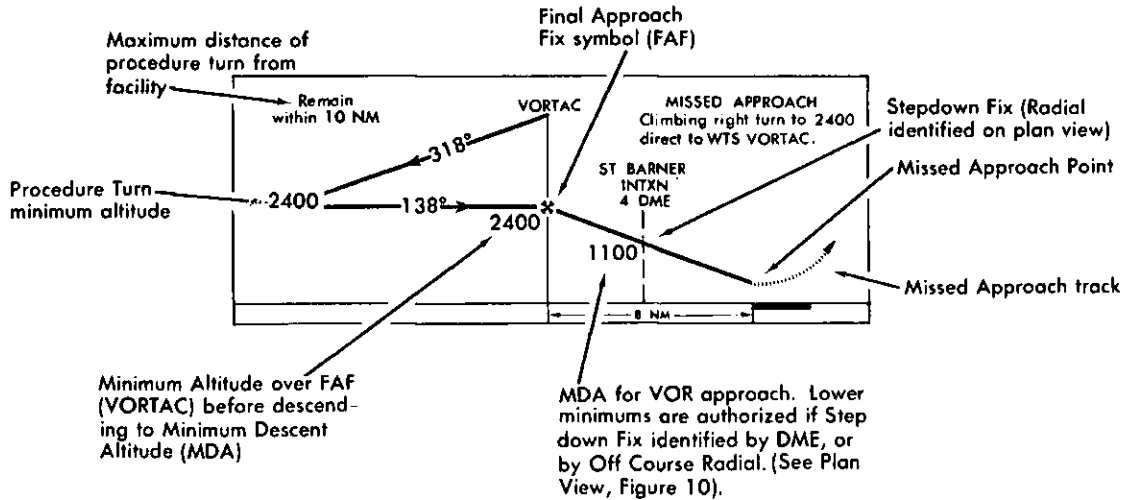 Final Approach
Fix symbol (FAF)
Maximum distance of
procedure turn from
facility
Remain
within 10 NM
VORTAC
MISSED APPROACH
Climbing right turn to 2400
direct to WTS VORTAC.
Stepdown Fix (Radial
identified on plan view)
318°
ST BARNER
INTXN
4 DME
Missed Approach Point
Procedure Turn
minimum altitude
2400
138°
2400
1100
Missed Approach track
8 NM
Minimum Altitude over FAF
(VORTAC) before descend-
ing to Minimum Descent
Altitude (MDA)
MDA for VOR approach. Lower
minimums are authorized if Step
down Fix identified by DME, or
by Off Course Radial. (See Plan
View, Figure 10).